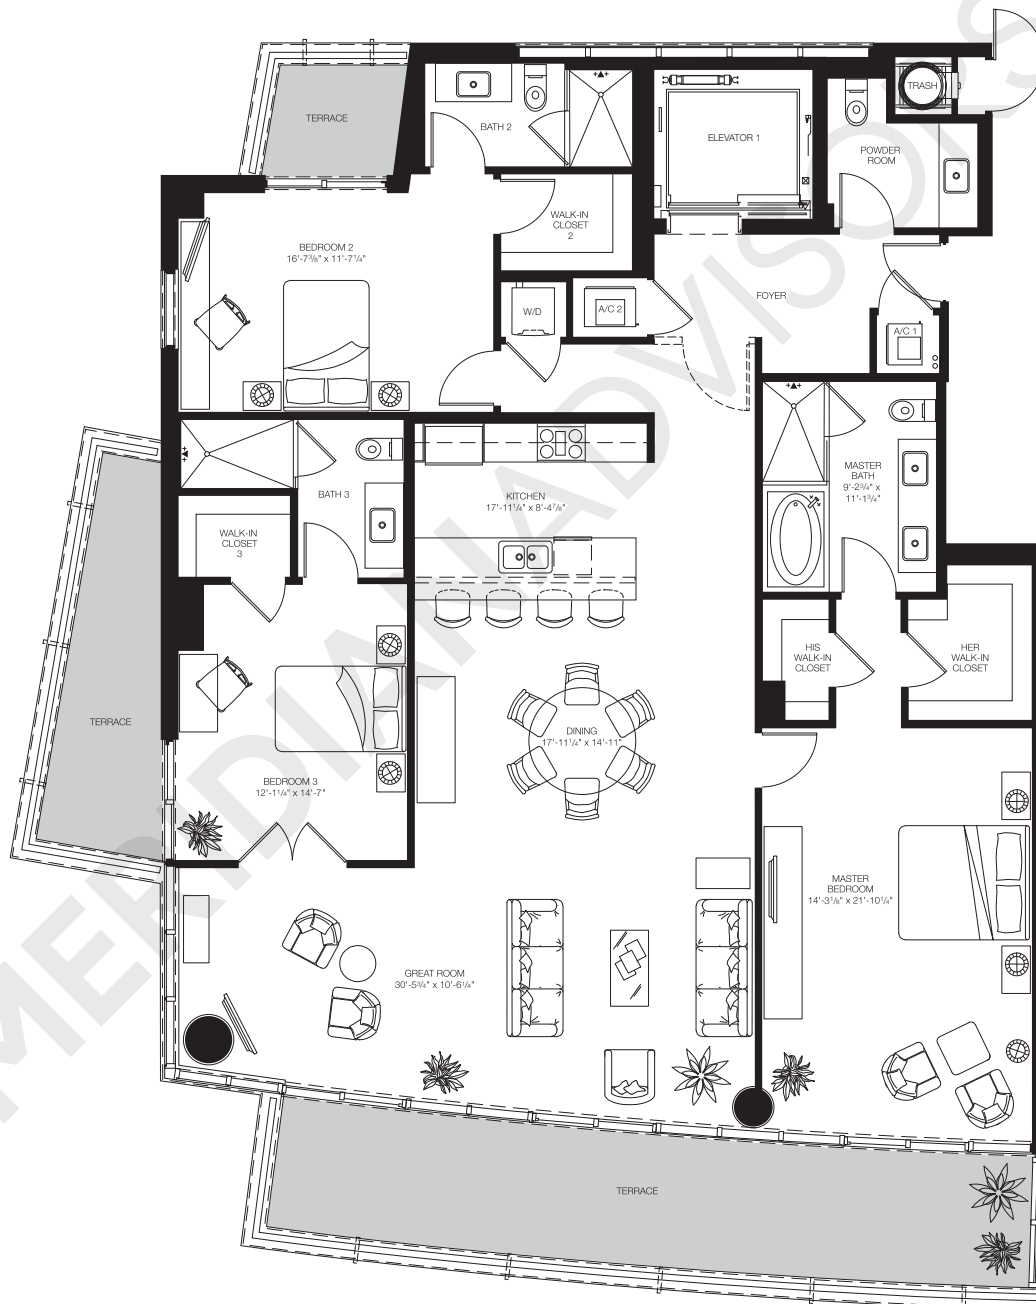 TERRACE
BATH 2
ELEVATOR 1
TRASH
POWDER
ROOM
WALK-IN
CLOSET
2
BEDROOM 2
16'-7⅜" x 11'-7¼"
W/D
A/C 2
FOYER
A/C 1
BATH 3
KITCHEN
17'-11¼" x 8'-4⅞"
MASTER
BATH
9'-2¾" x
11'-1¾"
WALK-IN
CLOSET
3
HIS
WALK-IN
CLOSET
HER
WALK-IN
CLOSET
TERRACE
DINING
17'-11¼" x 14'-11"
BEDROOM 3
12'-1¼" x 14'-7"
MASTER
BEDROOM
14'-3⅛" x 21'-10¼"
GREAT ROOM
30'-5¾" x 10'-6¼"
TERRACE
MERIDIANADVISORS